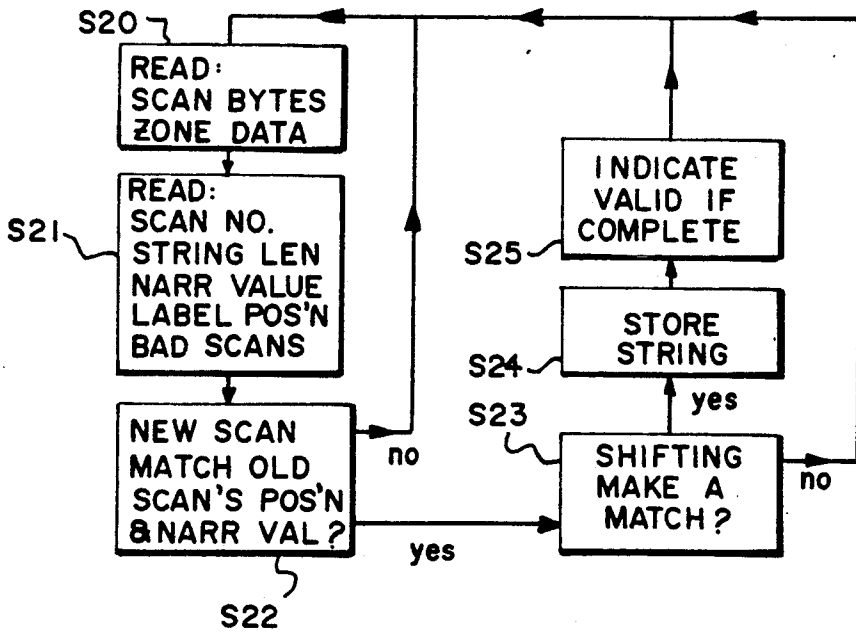 S20
READ:
SCAN BYTES
ZONE DATA
S21
READ:
SCAN NO.
STRING LEN
NARR VALUE
LABEL POS'N
BAD SCANS
S22
NEW SCAN
MATCH OLD
SCAN'S POS'N
& NARR VAL?
no
yes
S23
SHIFTING
MAKE A
MATCH?
no
yes
S24
STORE
STRING
S25
INDICATE
VALID IF
COMPLETE